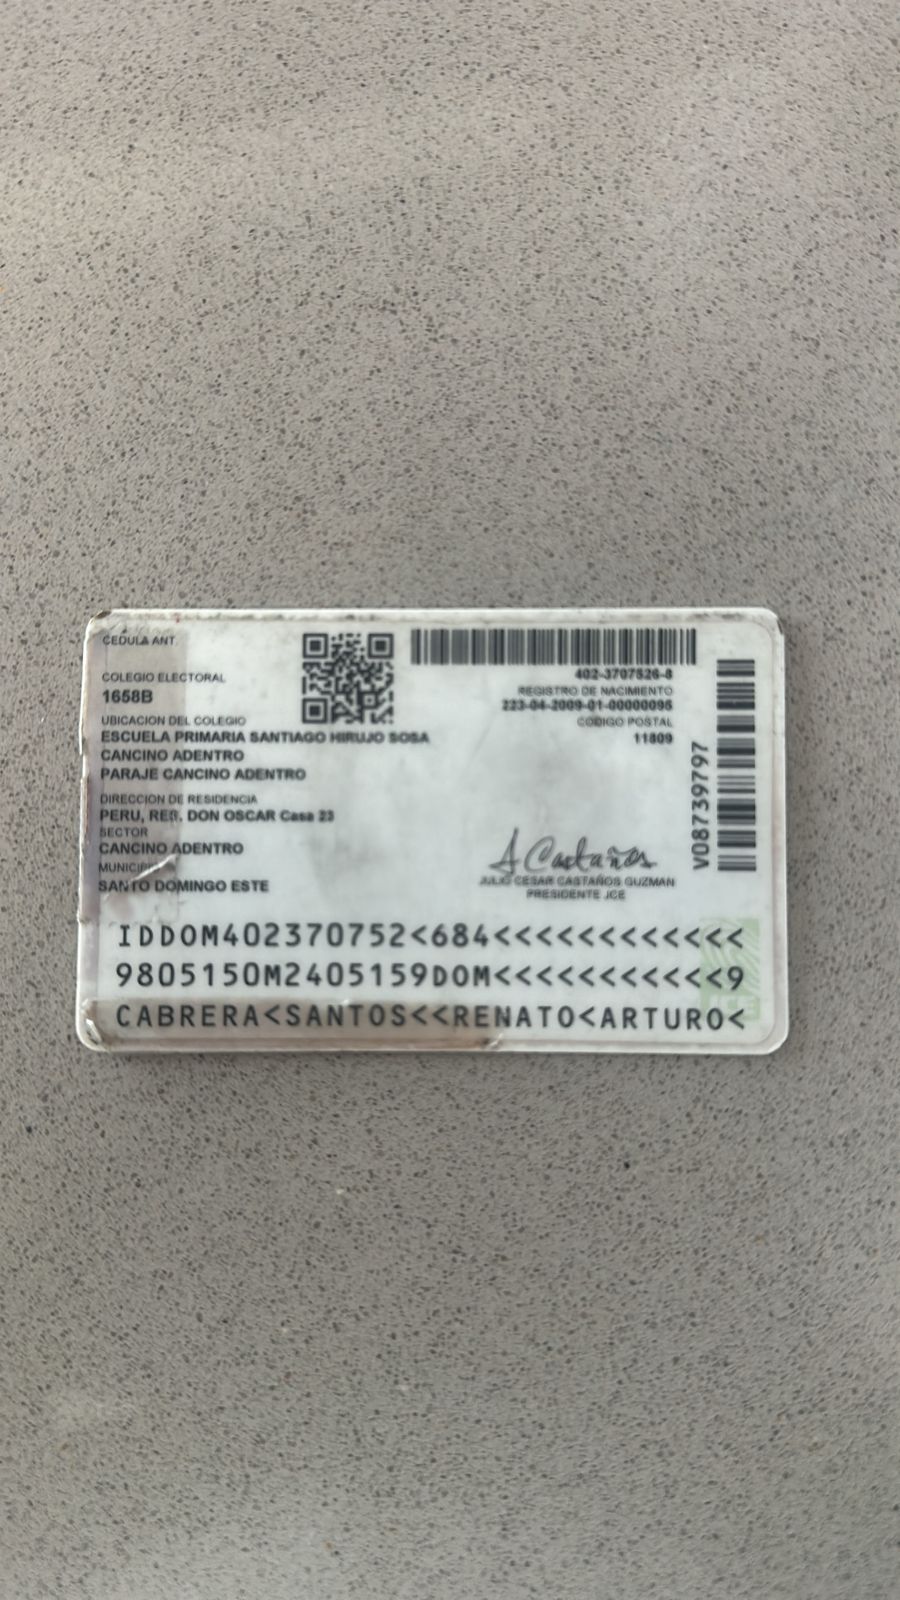 CEDULA ANT.
COLEGIO ELECTORAL
1658B
UBICACION DEL COLEGIO
ESCUELA PRIMARIA SANTIAGO HIRUJO SOSA
CANCINO ADENTRO
PARAJE CANCINO ADENTRO
DIRECCION DE RESIDENCIA
PERU, RES. DON OSCAR Casa 23
SECTOR
CANCINO ADENTRO
MUNICIPIO
SANTO DOMINGO ESTE
402-3707526-8
REGISTRO DE NACIMIENTO
223-04-2009-01-00000095
CODIGO POSTAL
11809
V08739797
A Castaños
JULIO CESAR CASTAÑOS GUZMAN
PRESIDENTE JCE
IDDOM402370752<684<<<<<<<<<<<<
9805150M2405159DOM<<<<<<<<<<<9
CABRERA<SANTOS<<RENATO<ARTURO<